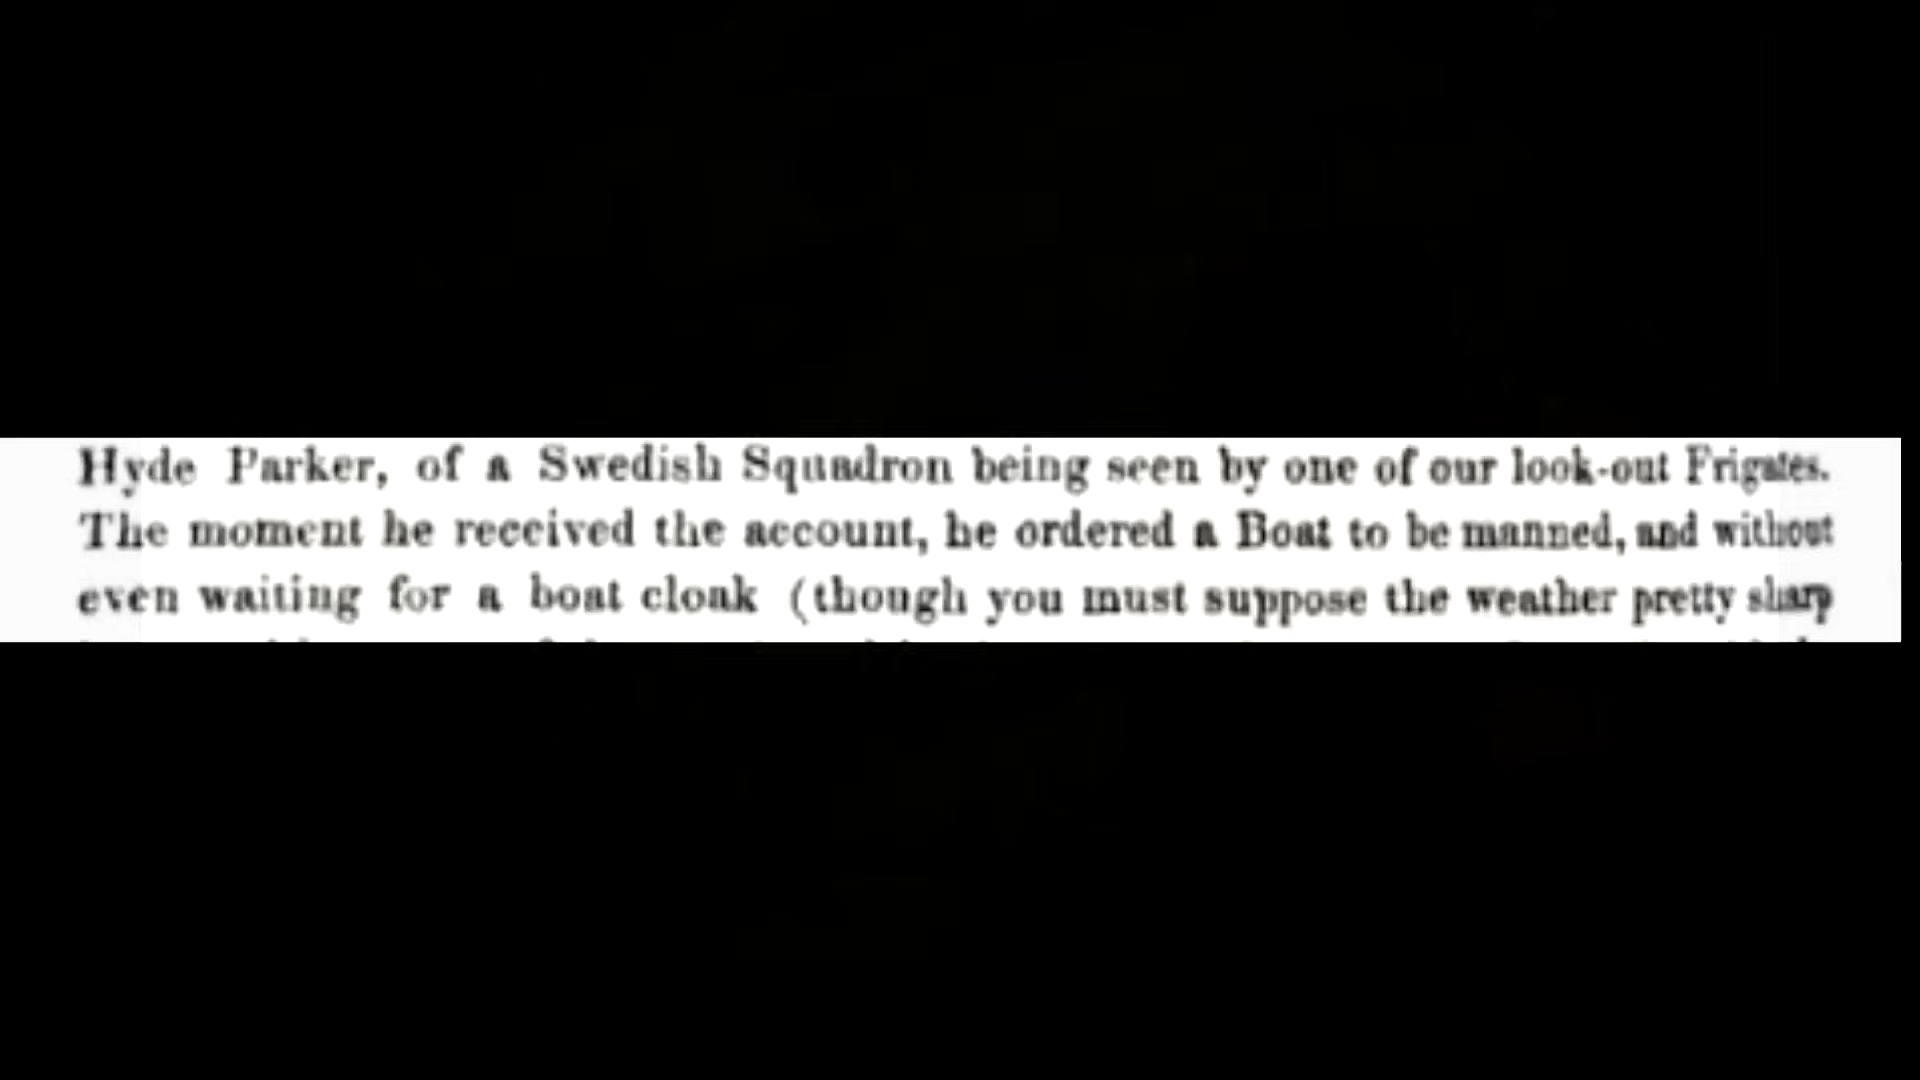 Hyde Parker, of a Swedish Squadron being seen by one of our look-out Frigates.
The moment he received the account, he ordered a Boat to be manned, and without
even waiting for a boat cloak (though you must suppose the weather pretty sharp